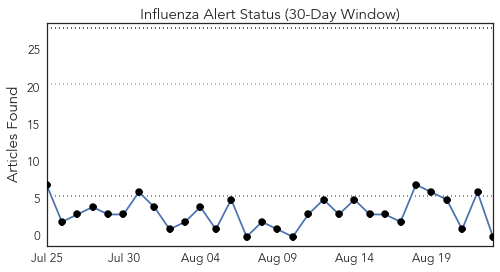 Influenza Alert Status (30-Day Window)
Articles Found
25
20
15
10
5
0
Jul 25
Jul 30
Aug 04
Aug 09
Aug 14
Aug 19